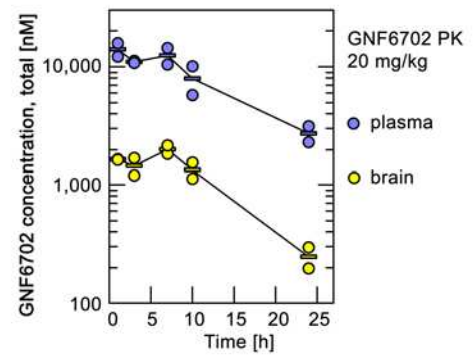 GNF6702 concentration, total [nM]
10,000
1,000
100
0
5
10
15
20
25
Time [h]
GNF6702 PK
20 mg/kg
plasma
brain